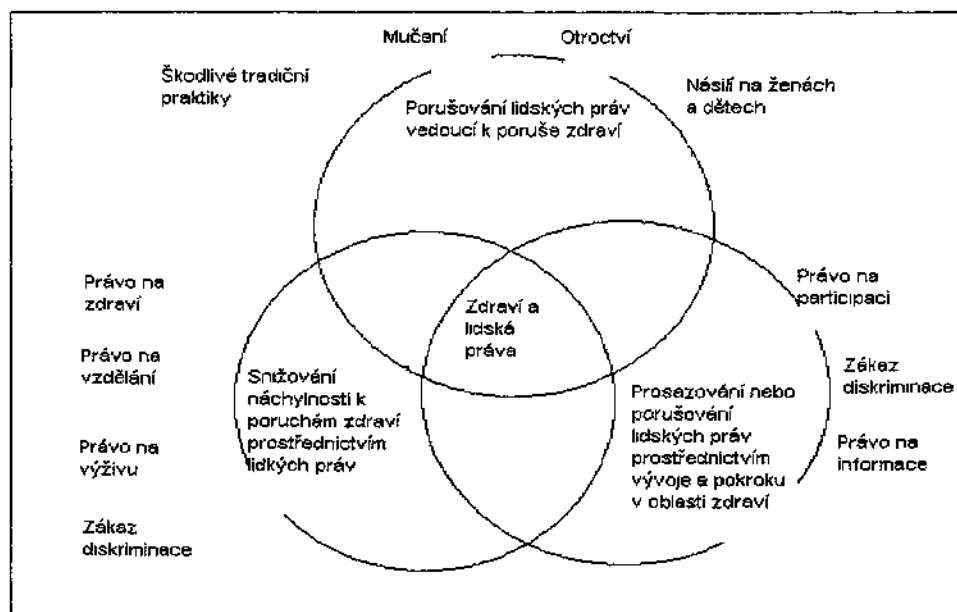 Mučení
Otroctví
Škodlivé tradiční
praktiky
Násilí na ženách
a dětech
Porušování lidských práv
vedoucí k poruše zdraví
Právo na
zdraví
Právo na
participaci
Zdraví a
lidská
práva
Právo na
vzdělání
Zákaz
diskriminace
Snižování
náchylnosti k
poruchám zdraví
prostřednictvím
lidkých práv
Prosazování nebo
porušování
lidských práv
prostřednictvím
vývoje a pokroku
v oblasti zdraví
Právo na
výživu
Právo na
informace
Zákaz
diskriminace